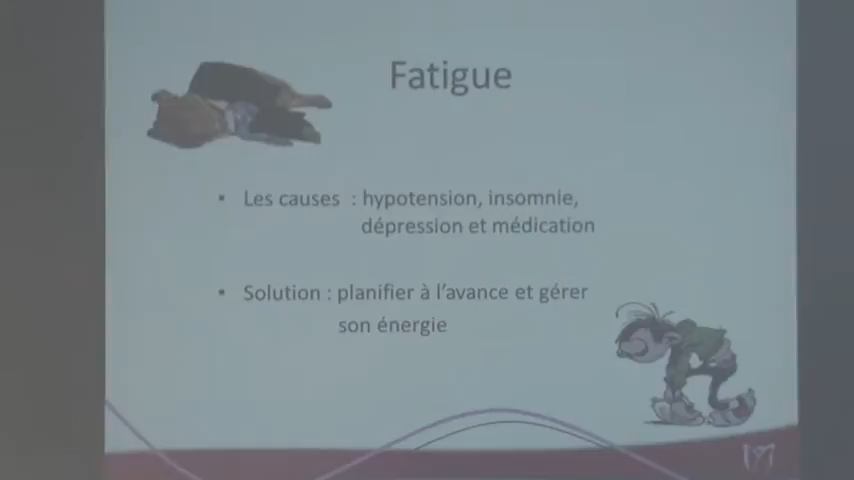 Fatigue
• Les causes : hypotension, insomnie,
dépression et médication
• Solution : planifier à l'avance et gérer
son énergie